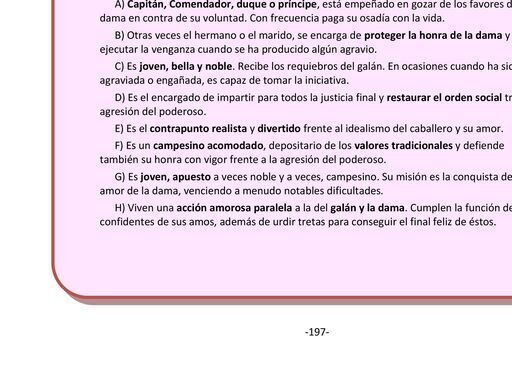 A) Capitán, Comendador, duque o príncipe, está empeñado en gozar de los favores d
dama en contra de su voluntad. Con frecuencia paga su osadía con la vida.
B) Otras veces el hermano o el marido, se encarga de proteger la honra de la dama y
ejecutar la venganza cuando se ha producido algún agravio.
C) Es joven, bella y noble. Recibe los requiebros del galán. En ocasiones cuando ha sid
agraviada o engañada, es capaz de tomar la iniciativa.
D) Es el encargado de impartir para todos la justicia final y restaurar el orden social tr
agresión del poderoso.
E) Es el contrapunto realista y divertido frente al idealismo del caballero y su amor.
F) Es un campesino acomodado, depositario de los valores tradicionales y defiende
también su honra con vigor frente a la agresión del poderoso.
G) Es joven, apuesto a veces noble y a veces, campesino. Su misión es la conquista de
amor de la dama, venciendo a menudo notables dificultades.
H) Viven una acción amorosa paralela a la del galán y la dama. Cumplen la función de
confidentes de sus amos, además de urdir tretas para conseguir el final feliz de éstos.
-197-